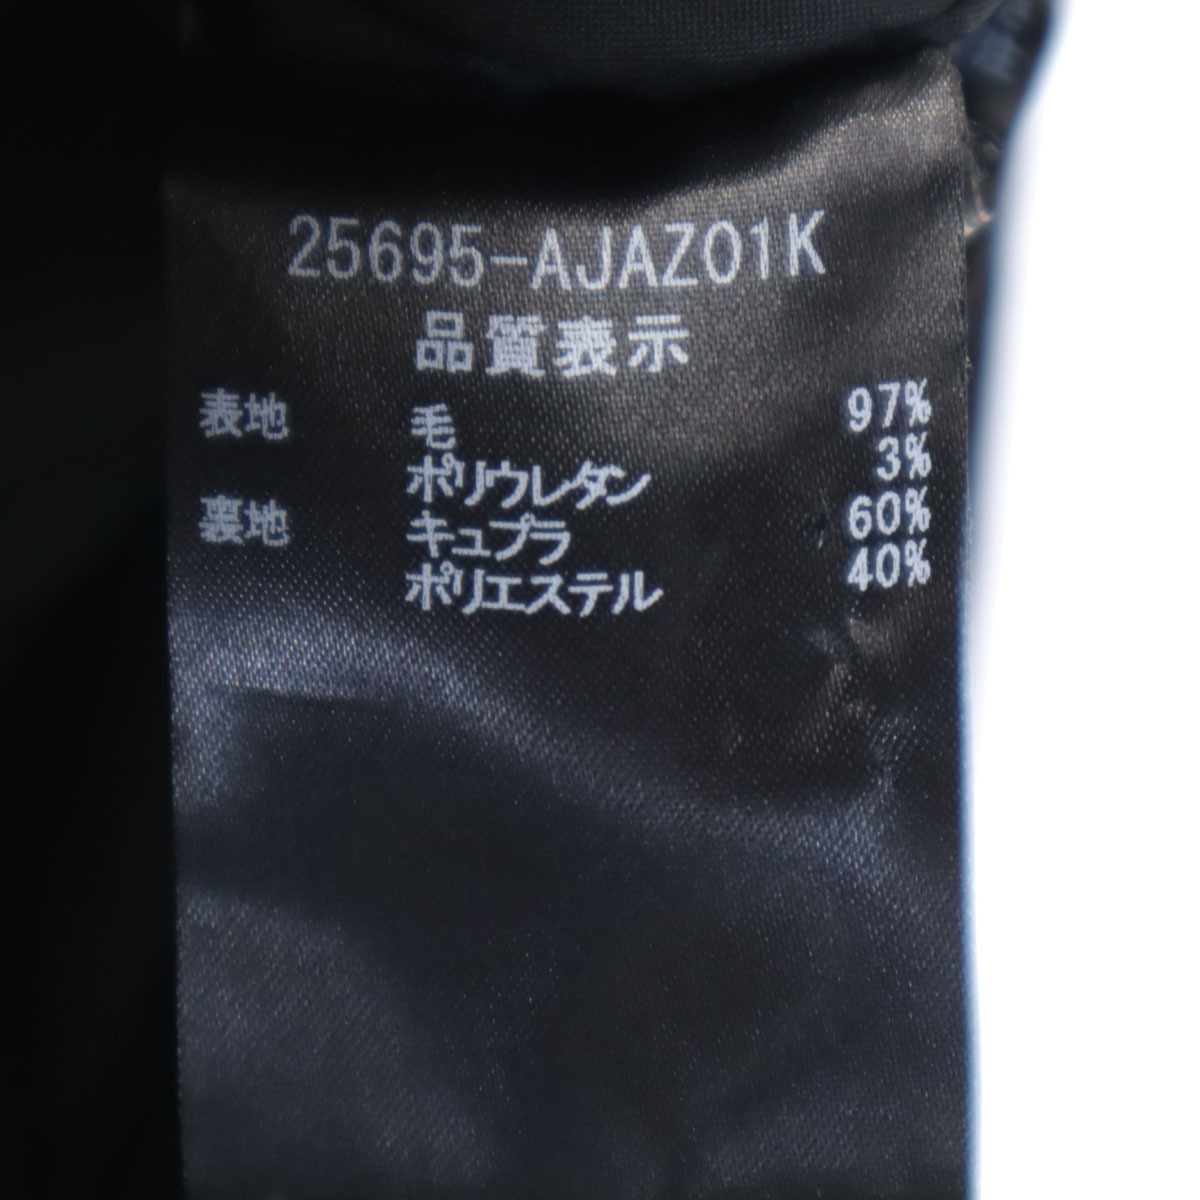 25695-AJAZ01K
品質表示
表地 毛 97%
ポリウレタン 3%
裏地 キュプラ 60%
ポリエステル 40%